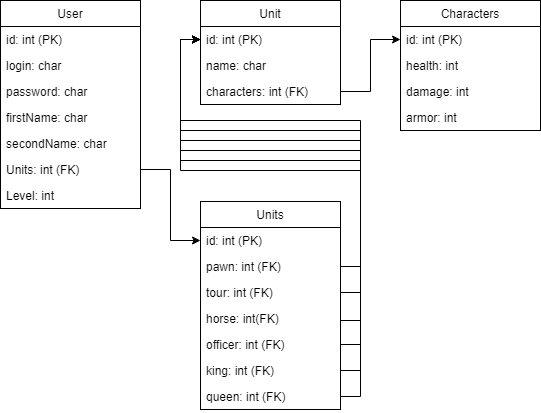 User
id: int (PK)
login: char
password: char
firstName: char
secondName: char
Units: int (FK)
Level: int
Unit
id: int (PK)
name: char
characters: int (FK)
Characters
id: int (PK)
health: int
damage: int
armor: int
Units
id: int (PK)
pawn: int (FK)
tour: int (FK)
horse: int(FK)
officer: int (FK)
king: int (FK)
queen: int (FK)